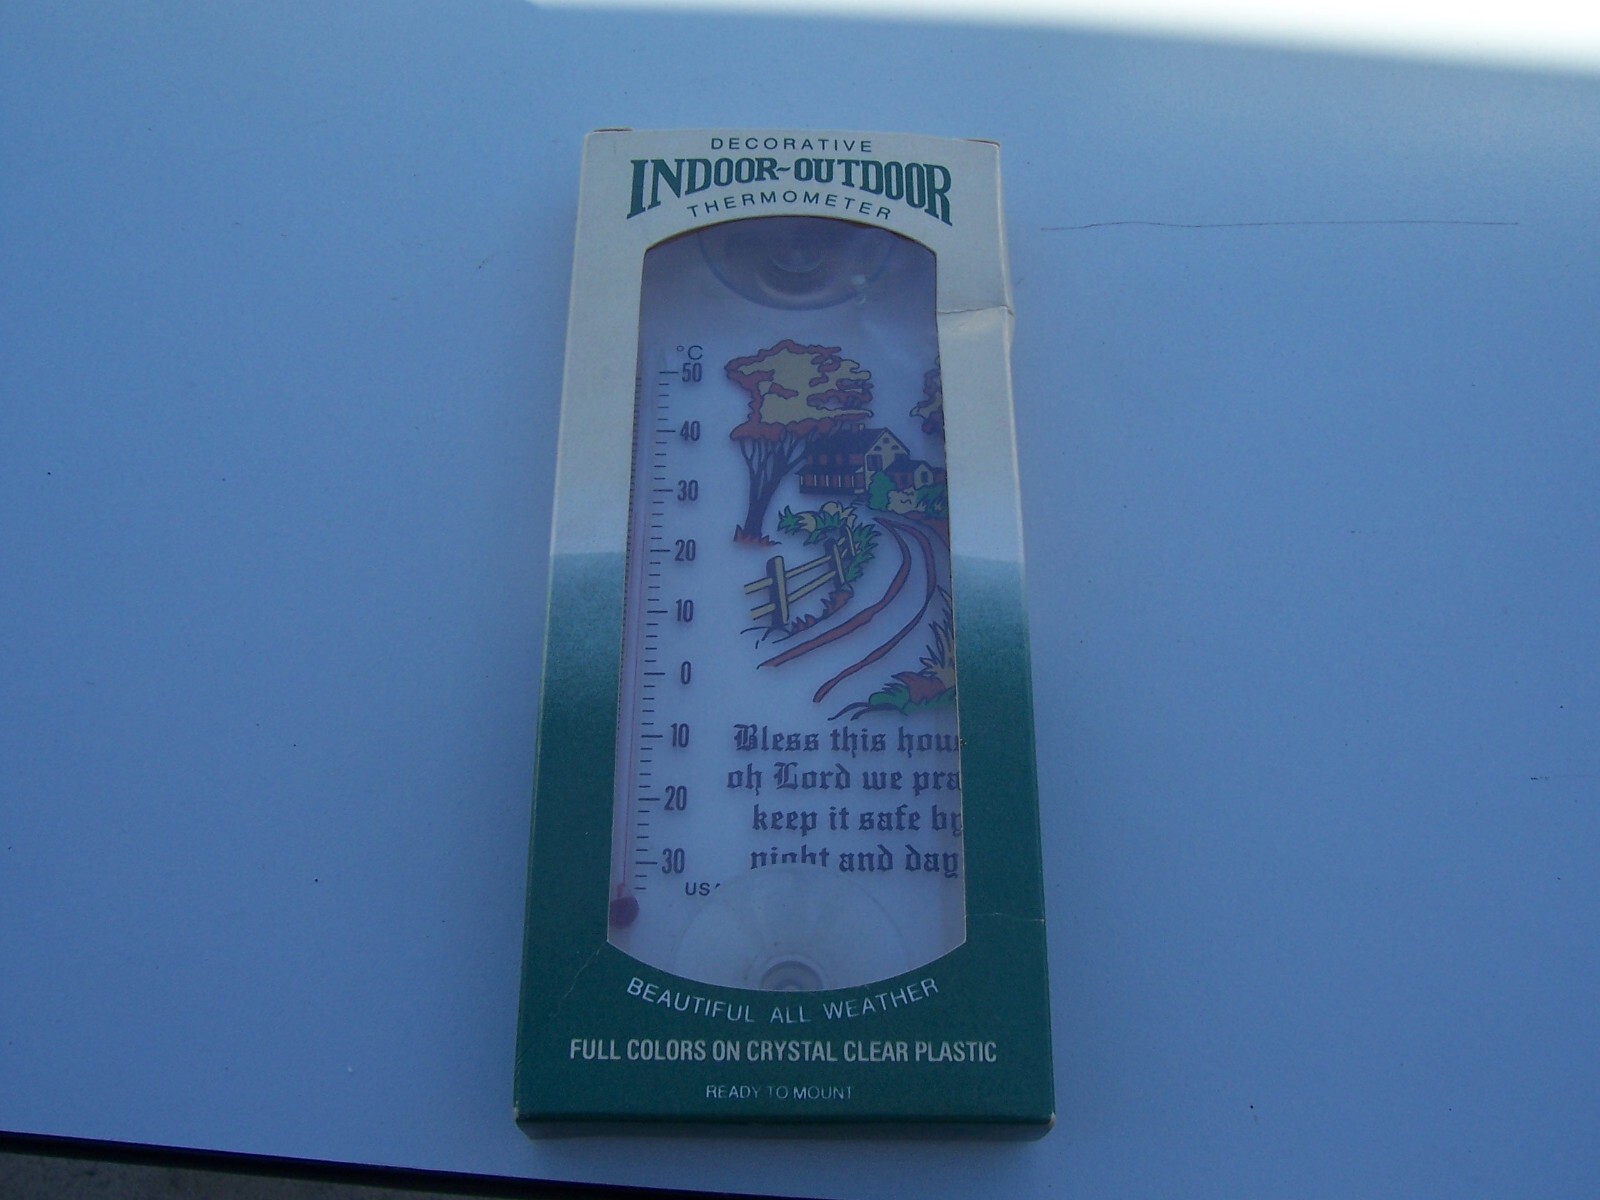 DECORATIVE
INDOOR-OUTDOOR
THERMOMETER
°C
50
40
30
20
10
0
10
20
30
USA
Bless this hou
oh Lord we pra
keep it safe by
night and day
BEAUTIFUL ALL WEATHER
FULL COLORS ON CRYSTAL CLEAR PLASTIC
READY TO MOUNT